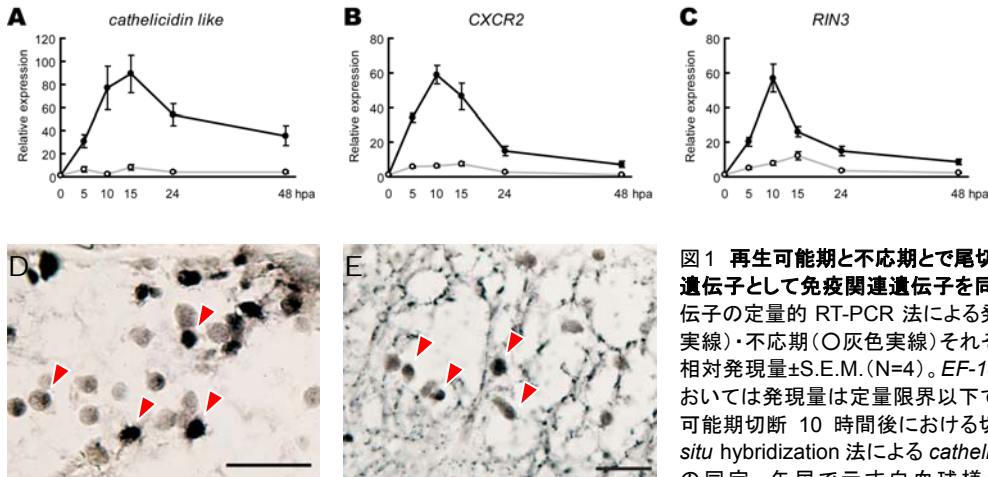 A cathelicidin like
B CXCR2
C RIN3
Relative expression
120
100
80
60
40
20
0
0 5 10 15 24 48 hpa
Relative expression
80
60
40
20
0
0 5 10 15 24 48 hpa
Relative expression
80
60
40
20
0
0 5 10 15 24 48 hpa
D
E
図1 再生可能期と不応期とで尾切
遺伝子として免疫関連遺伝子を同
伝子の定量的 RT-PCR 法による発
実線)・不応期(○灰色実線)それそ
相対発現量±S.E.M.(N=4)。EF-1
おいては発現量は定量限界以下で
可能期切断 10 時間後における切
situ hybridization 法による catheli